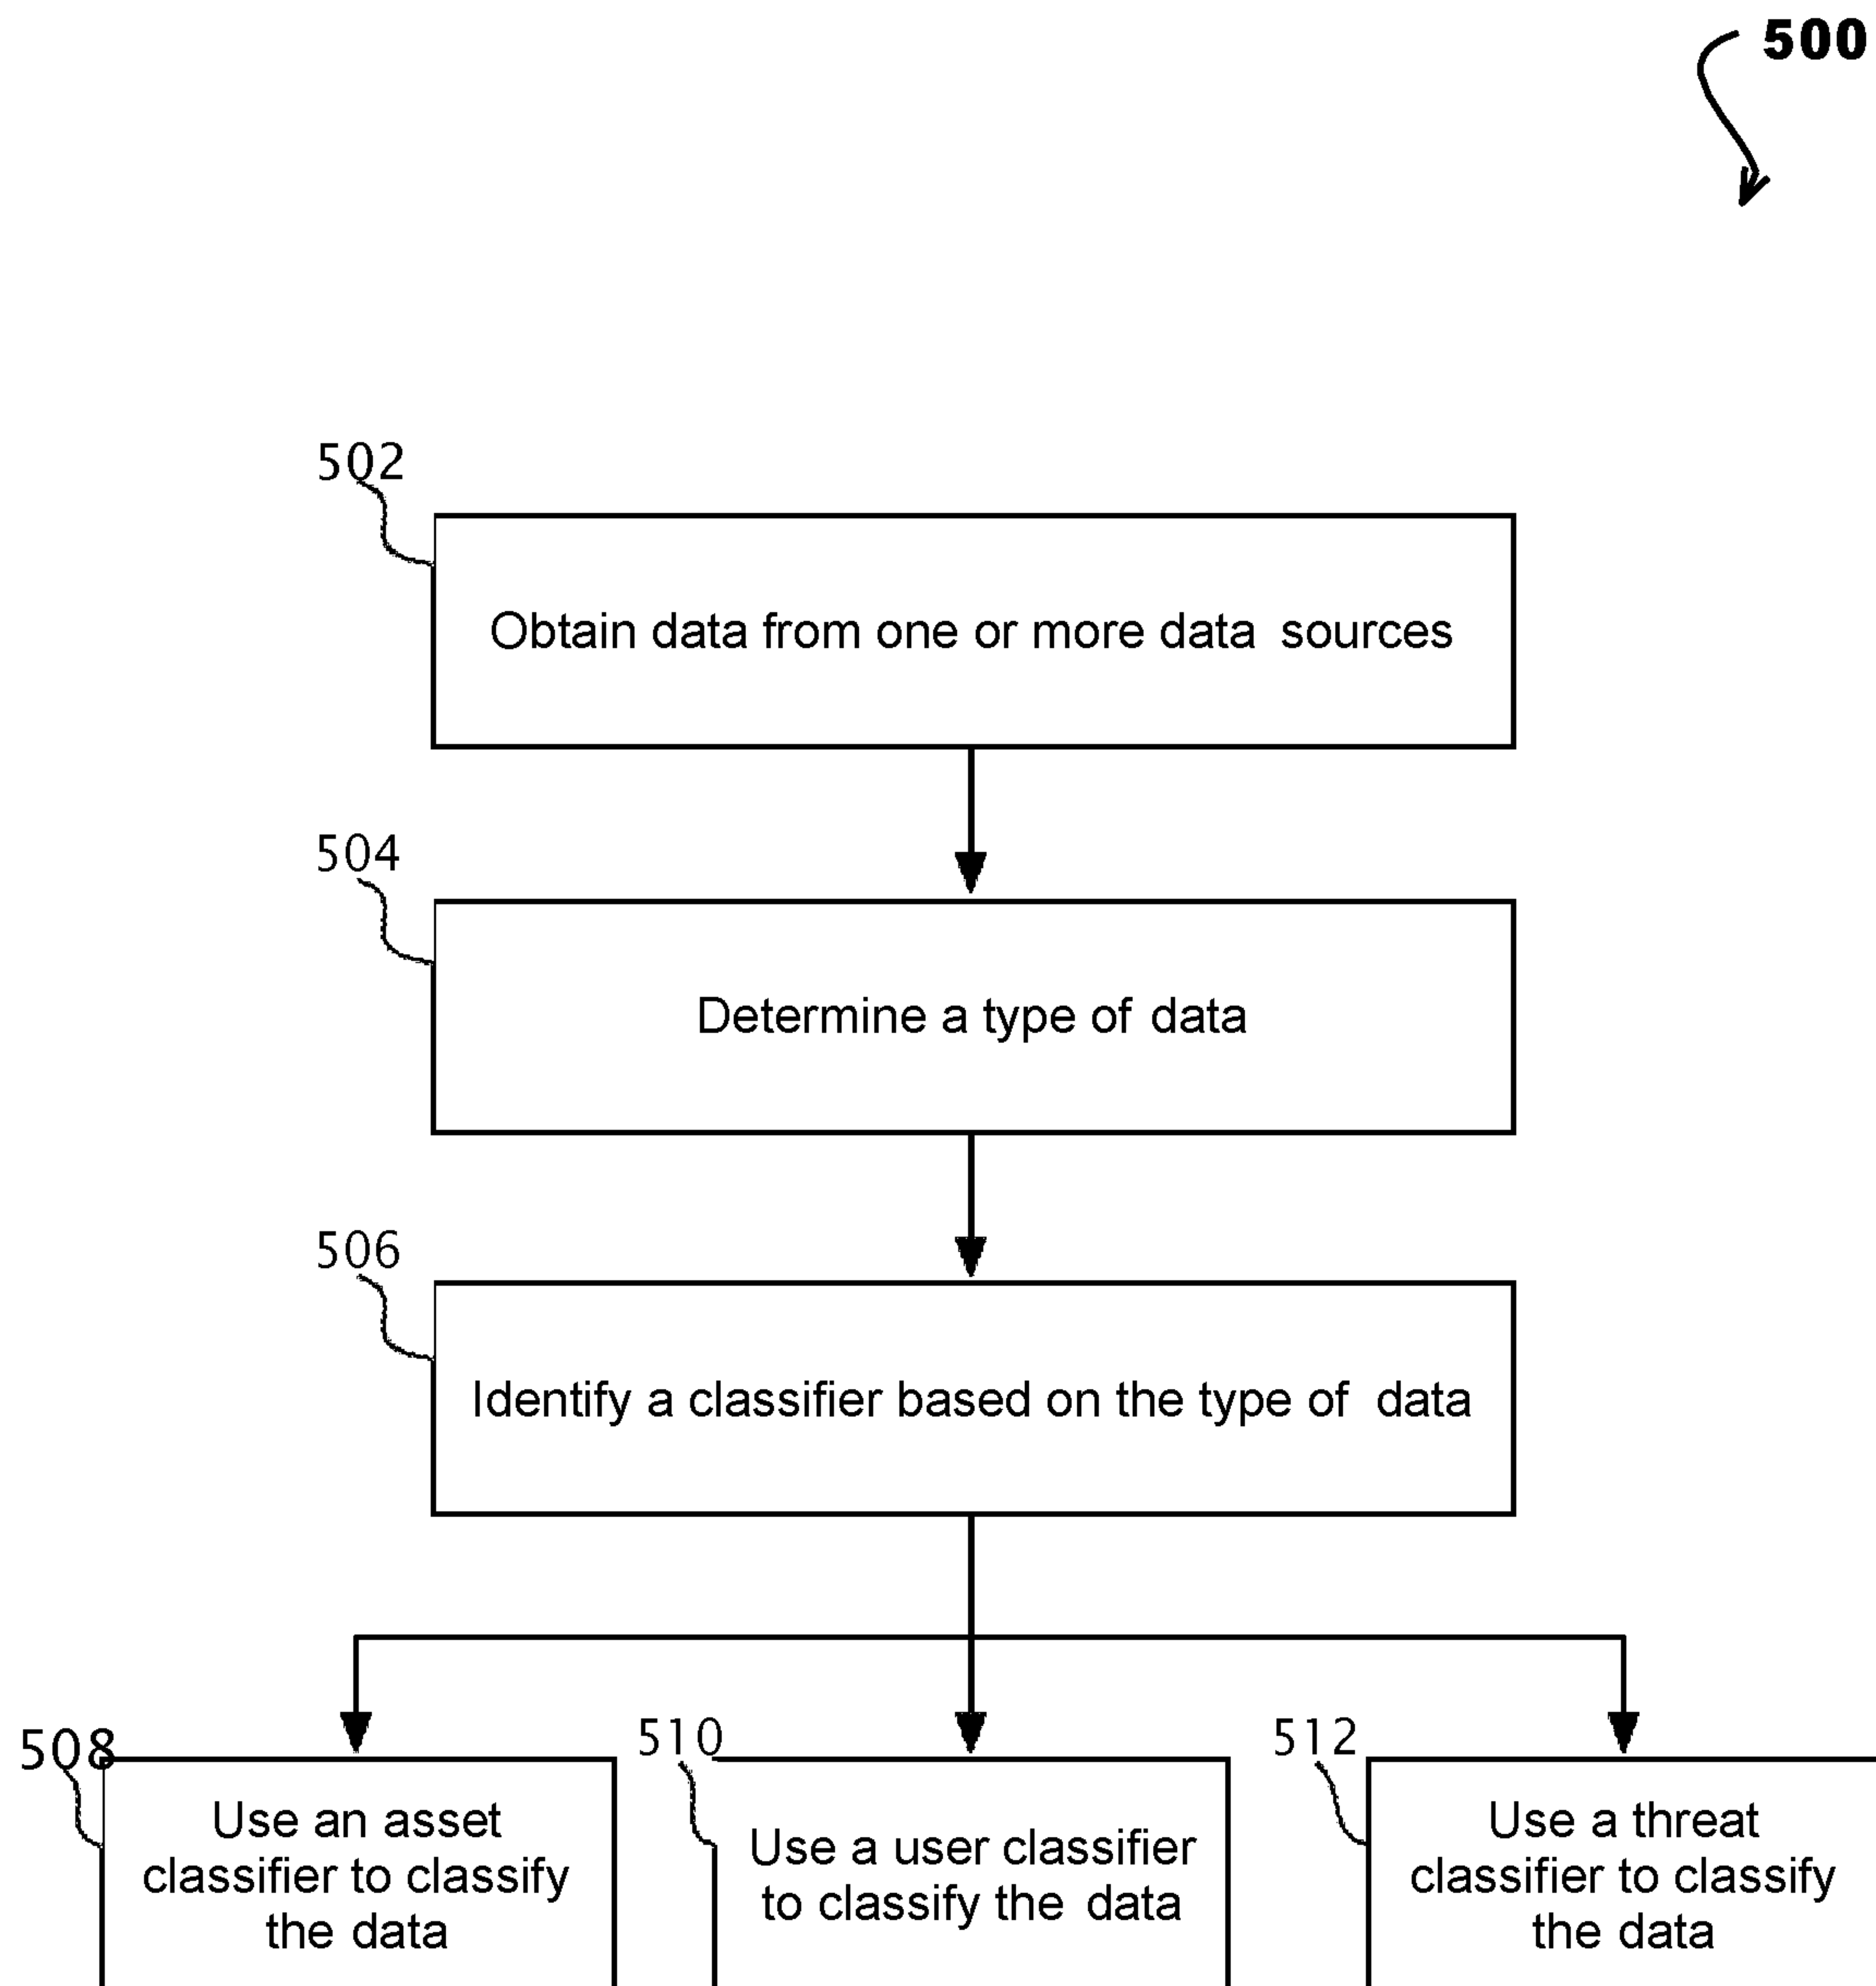 500
502
Obtain data from one or more data sources
504
Determine a type of data
506
Identify a classifier based on the type of data
508
Use an asset
classifier to classify
the data
510
Use a user classifier
to classify the data
512
Use a threat
classifier to classify
the data